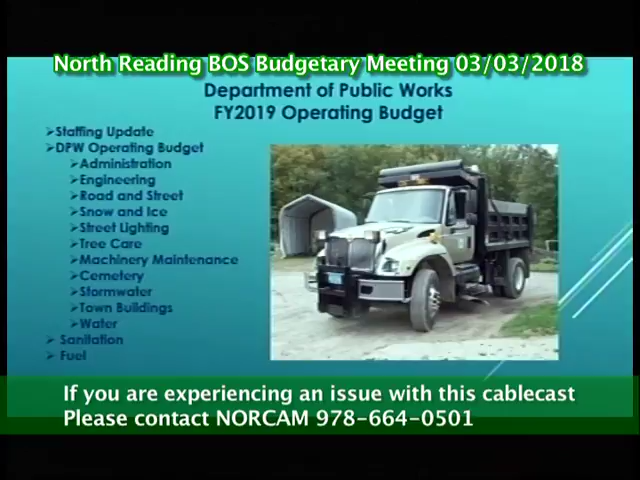 North Reading BOS Budgetary Meeting 03/03/2018
Department of Public Works
FY2019 Operating Budget
➢Staffing Update
➢DPW Operating Budget
➢Administration
➢Engineering
➢Road and Street
➢Snow and Ice
➢Street Lighting
➢Tree Care
➢Machinery Maintenance
➢Cemetery
➢Stormwater
➢Town Buildings
➢Water
➢ Sanitation
➢ Fuel
If you are experiencing an issue with this cablecast
Please contact NORCAM 978-664-0501